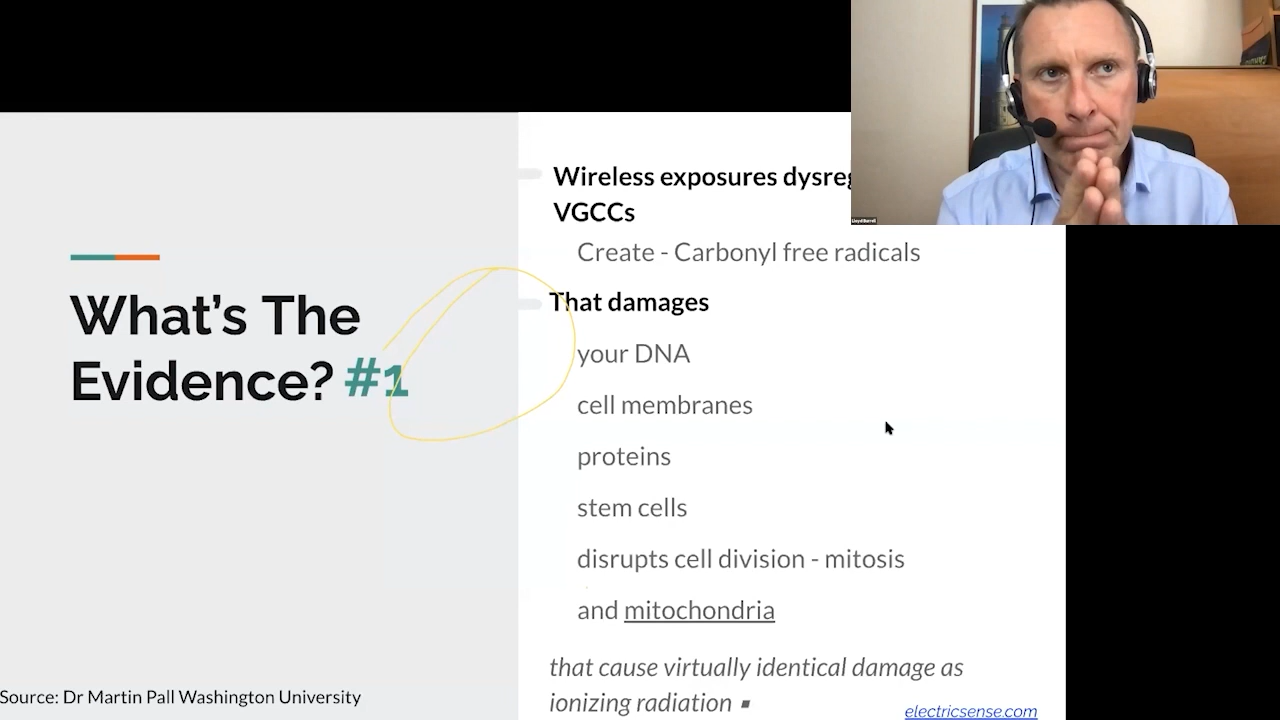 What's The
Evidence? #1
Source: Dr Martin Pall Washington University
Wireless exposures
VGCCs
Create - Carbonyl free radicals
That damages
your DNA
cell membranes
proteins
stem cells
disrupts cell division - mitosis
and mitochondria
that cause virtually identical damage as
ionizing radiation ▪
electricsense.com